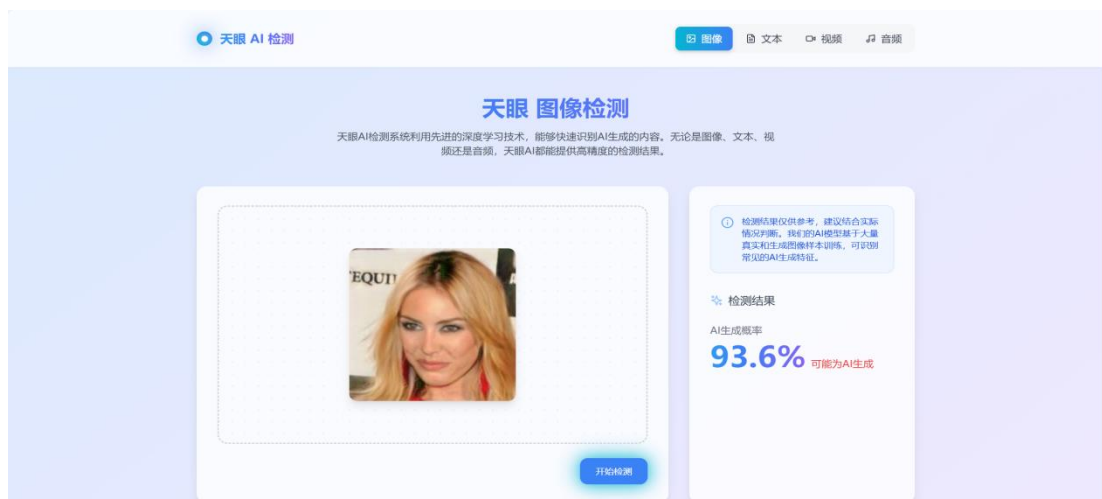 天眼 AI 检测
图像 文本 视频 音频
天眼 图像检测
天眼AI检测系统利用先进的深度学习技术，能够快速识别AI生成的内容。无论是图像、文本、视
频还是音频，天眼AI都能提供高精度的检测结果。
EQUI
检测结果仅供参考，建议结合实际
情况判断。我们的AI模型基于大量
真实和生成图像样本训练，可识别
常见的AI生成特征。
检测结果
AI生成概率
93.6% 可能为AI生成
开始检测